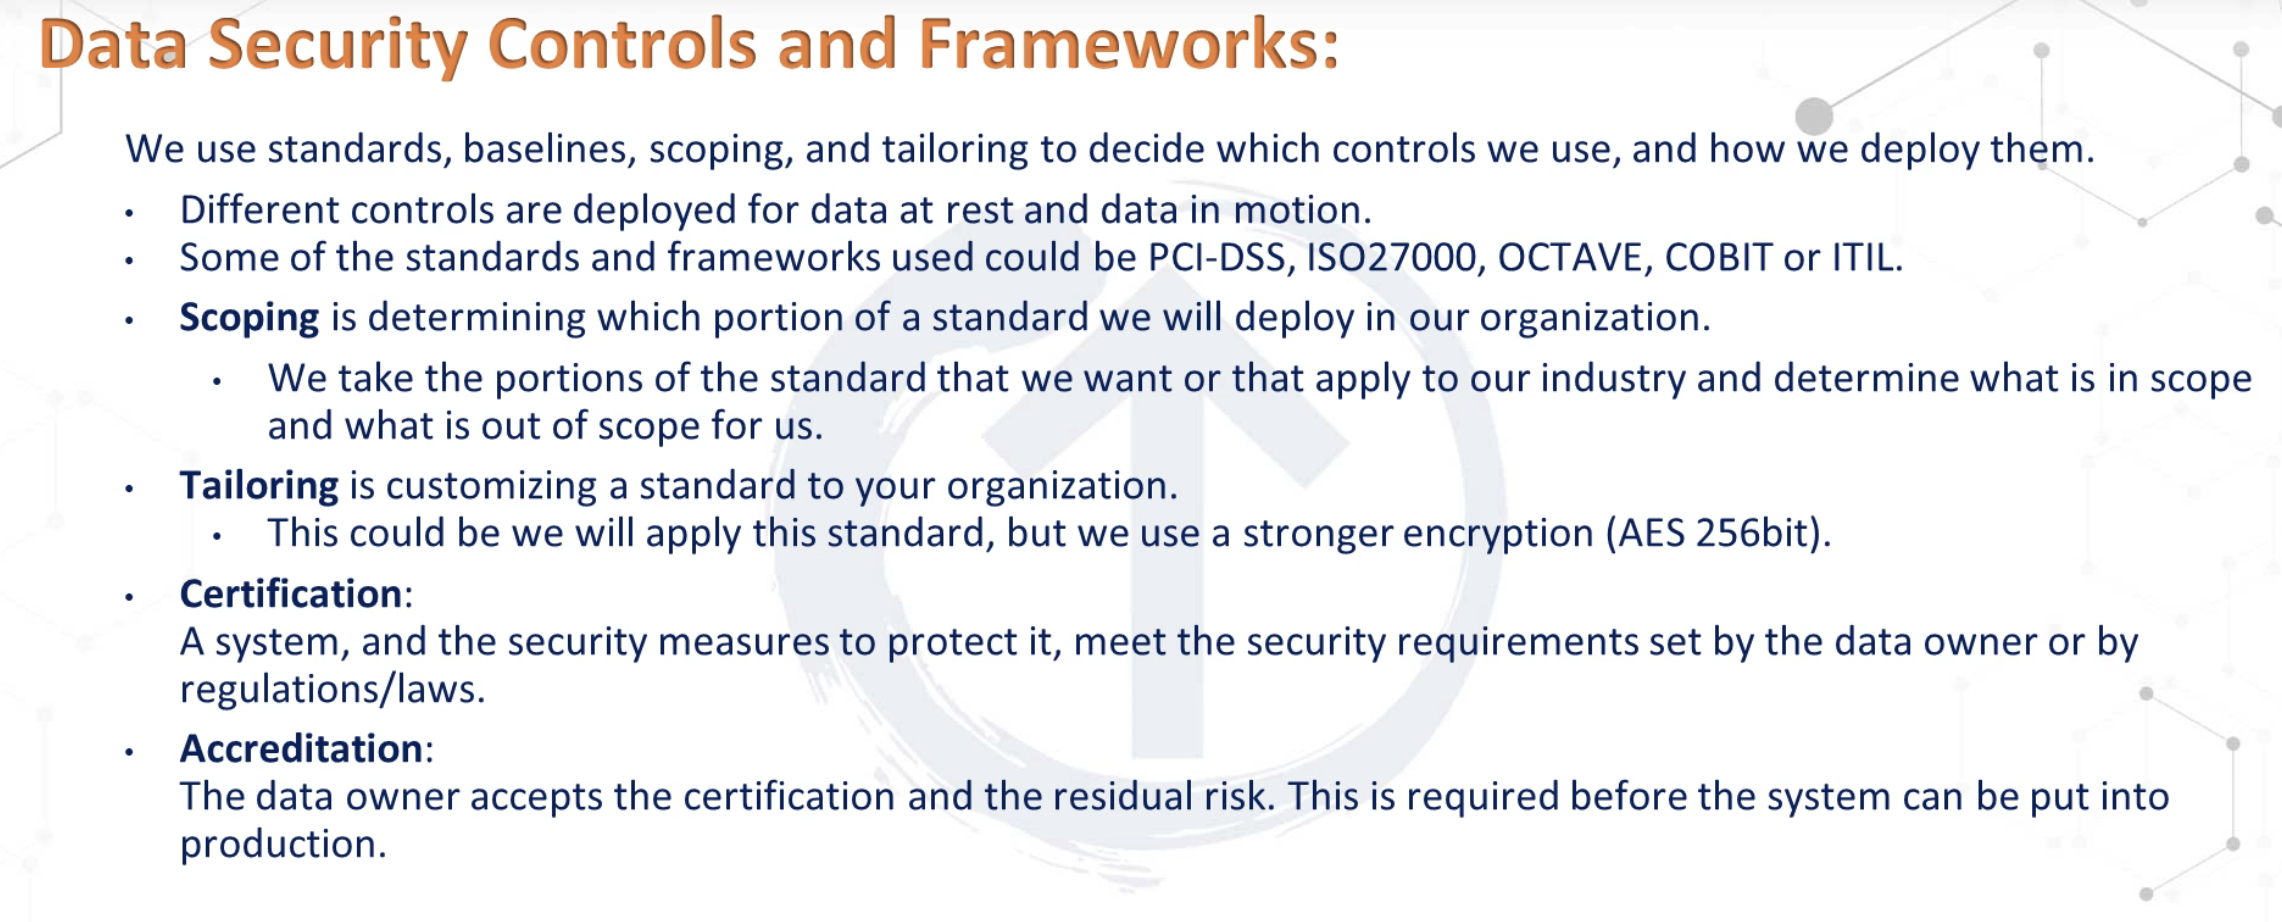 Data Security Controls and Frameworks:
We use standards, baselines, scoping, and tailoring to decide which controls we use, and how we deploy them.
• Different controls are deployed for data at rest and data in motion.
• Some of the standards and frameworks used could be PCI-DSS, ISO27000, OCTAVE, COBIT or ITIL.
• Scoping is determining which portion of a standard we will deploy in our organization.
• We take the portions of the standard that we want or that apply to our industry and determine what is in scope
and what is out of scope for us.
• Tailoring is customizing a standard to your organization.
• This could be we will apply this standard, but we use a stronger encryption (AES 256bit).
• Certification:
A system, and the security measures to protect it, meet the security requirements set by the data owner or by
regulations/laws.
• Accreditation:
The data owner accepts the certification and the residual risk. This is required before the system can be put into
production.